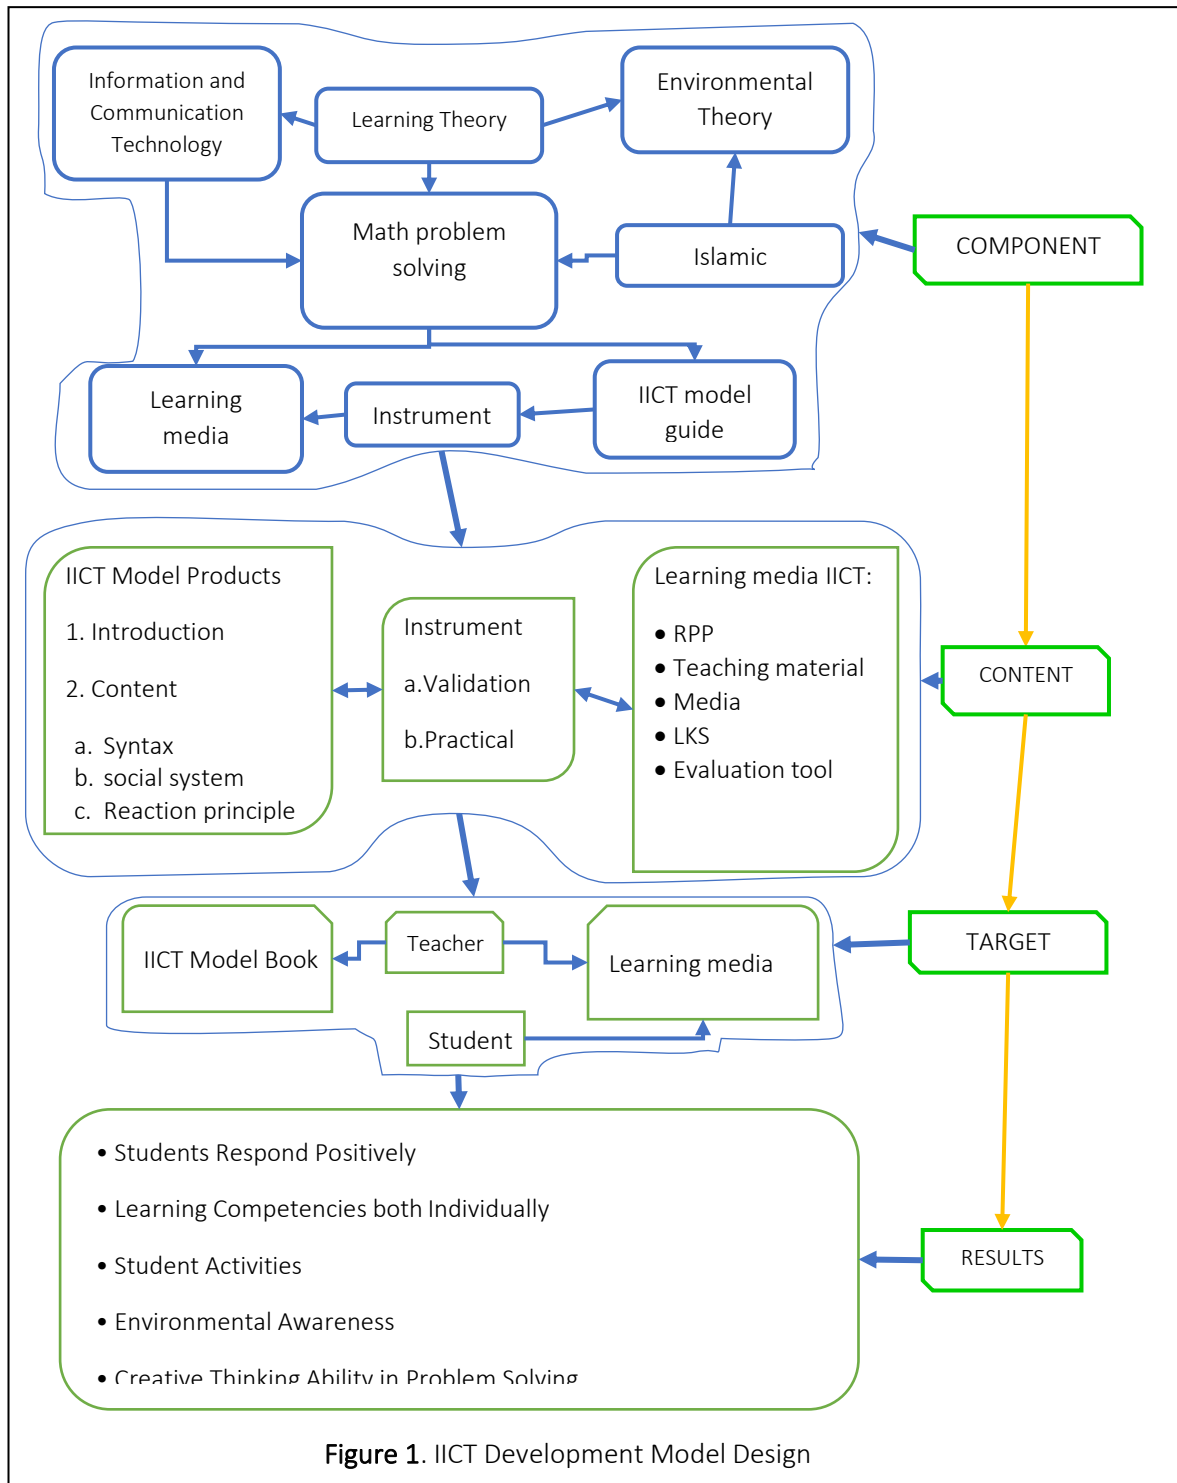 Information and
Communication
Technology
Learning Theory
Environmental
Theory
Math problem
solving
Islamic
COMPONENT
Learning
media
Instrument
IICT model
guide
IICT Model Products
1. Introduction
2. Content
a. Syntax
b. social system
c. Reaction principle
Instrument
a.Validation
b.Practical
Learning media IICT:
• RPP
• Teaching material
• Media
• LKS
• Evaluation tool
CONTENT
IICT Model Book
Teacher
Learning media
Student
TARGET
• Students Respond Positively
• Learning Competencies both Individually
• Student Activities
• Environmental Awareness
• Creative Thinking Ability in Problem Solving
RESULTS
Figure 1. IICT Development Model Design